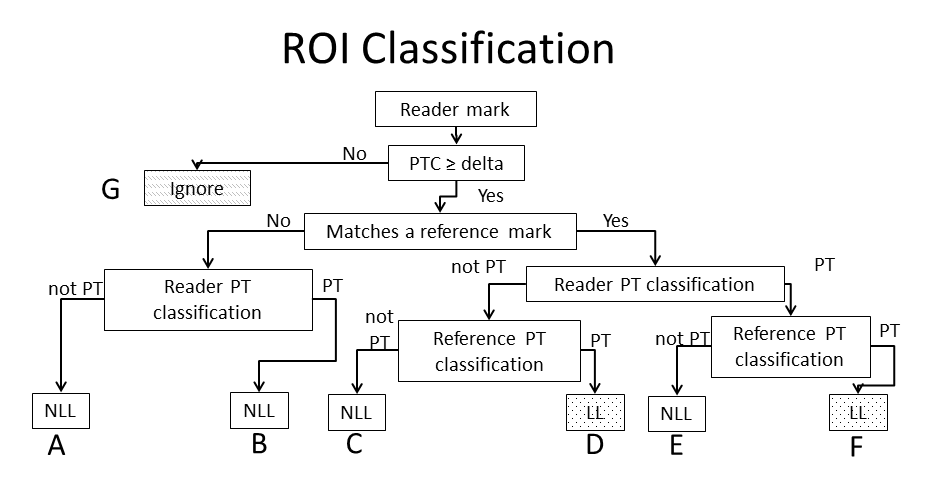 ROI Classification
Reader mark
No
PTC ≥ delta
G
Ignore
Yes
No
Matches a reference mark
Yes
not PT
PT
not PT
Reader PT
classification
PT
Reader PT classification
not
PT
Reference PT
classification
PT
not PT
Reference PT
classification
PT
NLL
NLL
NLL
LL
NLL
LL
A
B
C
D
E
F